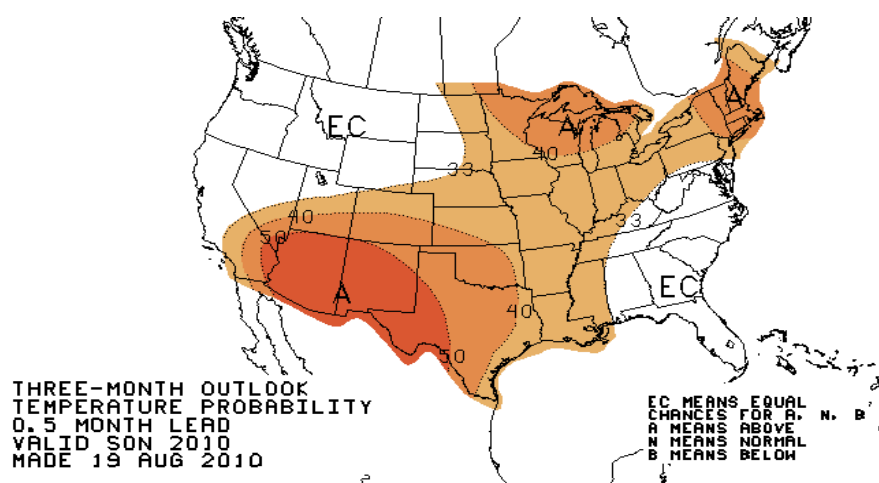 A
EC
A
40
33
40
33
50
EC
A
40
50
THREE-MONTH OUTLOOK
TEMPERATURE PROBABILITY
0.5 MONTH LEAD
VALID SON 2010
MADE 19 AUG 2010
EC MEANS EQUAL
CHANCES FOR A, N, B
A MEANS ABOVE
N MEANS NORMAL
B MEANS BELOW